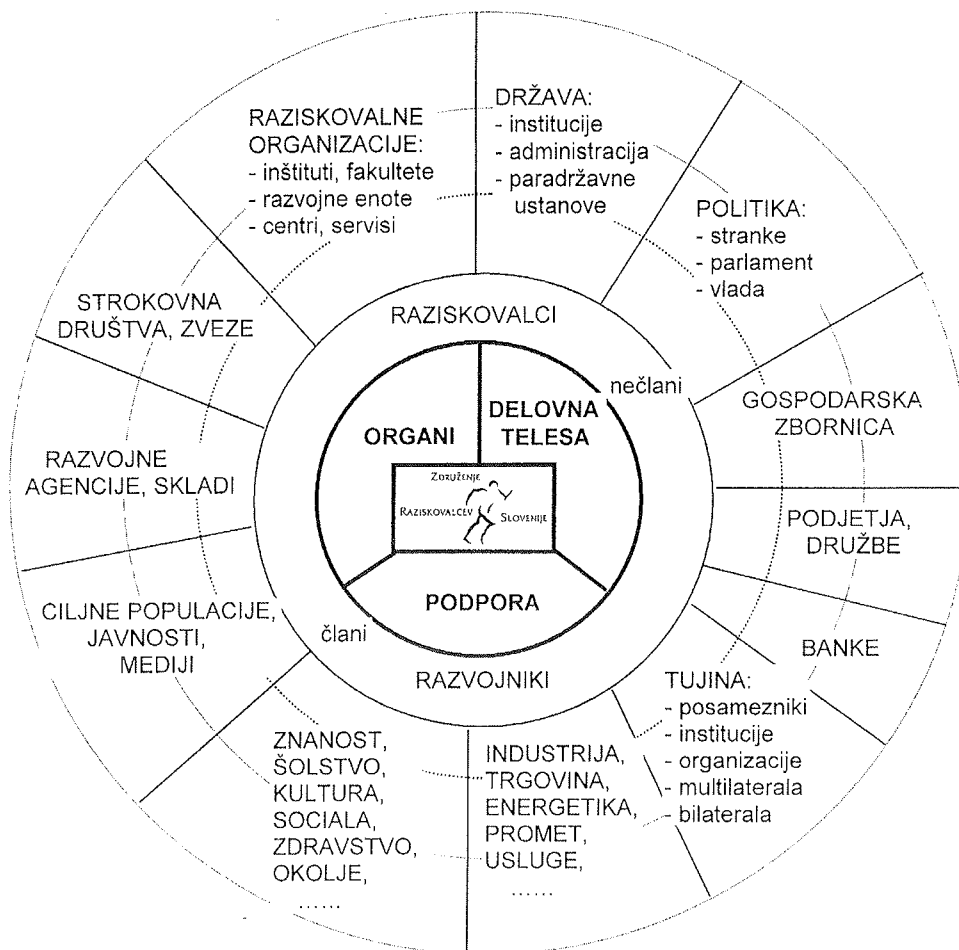 RAZISKOVALNE
ORGANIZACIJE:
- inštituti, fakultete
- razvojne enote
- centri, servisi
DRŽAVA:
- institucije
- administracija
- paradržavne
ustanove
POLITIKA:
- stranke
- parlament
- vlada
GOSPODARSKA
ZBORNICA
PODJETJA,
DRUŽBE
BANKE
TUJINA:
- posamezniki
- institucije
- organizacije
- multilaterala
- bilaterala
INDUSTRIJA,
TRGOVINA,
ENERGETIKA,
PROMET,
USLUGE,
......
ZNANOST,
ŠOLSTVO,
KULTURA,
SOCIALA,
ZDRAVSTVO,
OKOLJE,
......
CILJNE POPULACIJE,
JAVNOSTI,
MEDIJI
RAZVOJNE
AGENCIJE, SKLADI
STROKOVNA
DRUŠTVA, ZVEZE
RAZISKOVALCI
nečlani
člani
RAZVOJNIKI
ORGANI
DELOVNA
TELESA
PODPORA
ZDRUŽENJE
RAZISKOVALCEV
SLOVENIJE